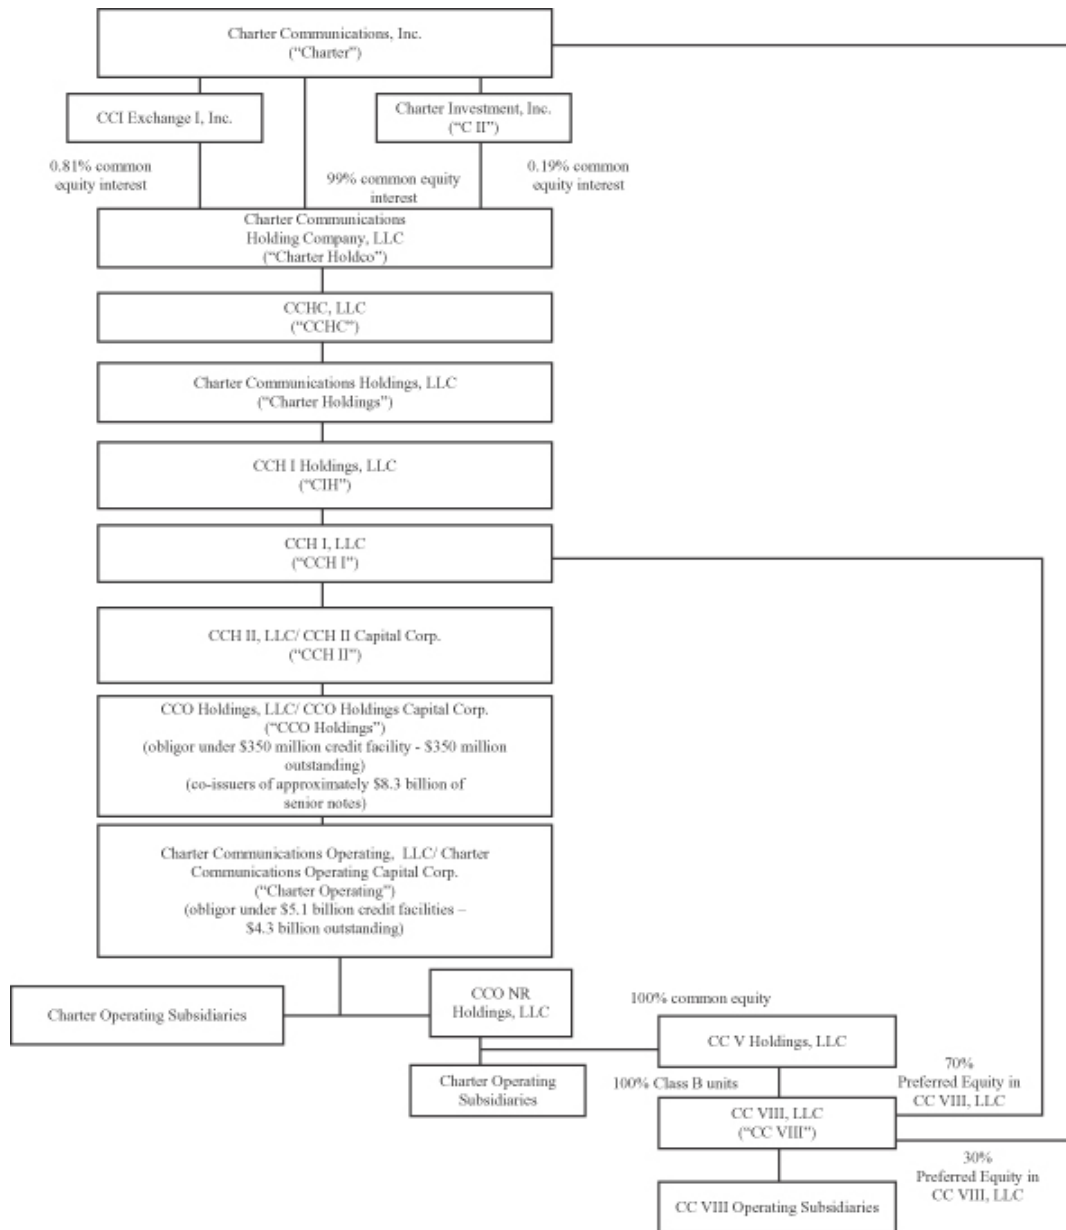 Charter Communications, Inc.
(“Charter”)
CCI Exchange I, Inc.
Charter Investment, Inc.
(“C II”)
0.81% common
equity interest
99% common equity
interest
0.19% common
equity interest
Charter Communications
Holding Company, LLC
(“Charter Holdco”)
CCHC, LLC
(“CCHC”)
Charter Communications Holdings, LLC
(“Charter Holdings”)
CCH I Holdings, LLC
(“CIH”)
CCH I, LLC
(“CCH I”)
CCH II, LLC/ CCH II Capital Corp.
(“CCH II”)
CCO Holdings, LLC/ CCO Holdings Capital Corp.
(“CCO Holdings”)
(obligor under $350 million credit facility - $350 million
outstanding)
(co-issuers of approximately $8.3 billion of
senior notes)
Charter Communications Operating, LLC/ Charter
Communications Operating Capital Corp.
(“Charter Operating”)
(obligor under $5.1 billion credit facilities –
$4.3 billion outstanding)
Charter Operating Subsidiaries
CCO NR
Holdings, LLC
100% common equity
CC V Holdings, LLC
Charter Operating
Subsidiaries
100% Class B units
70%
Preferred Equity in
CC VIII, LLC
CC VIII, LLC
(“CC VIII”)
30%
Preferred Equity in
CC VIII, LLC
CC VIII Operating Subsidiaries